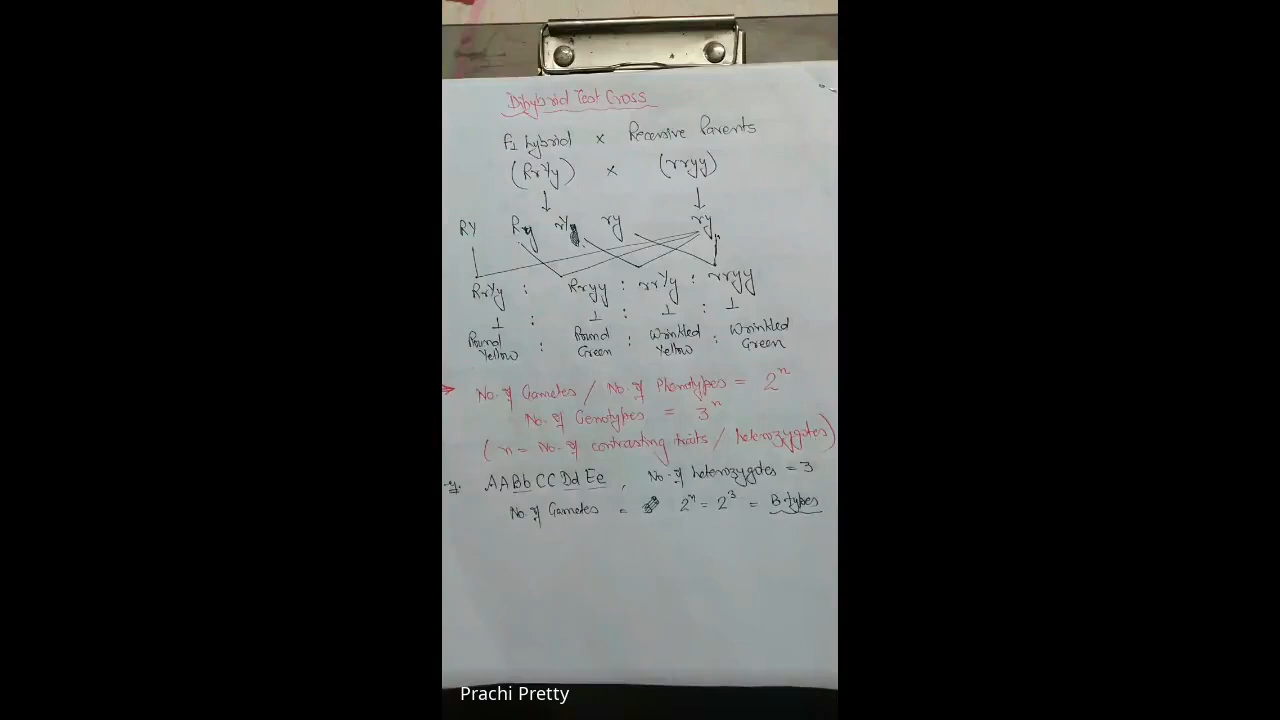 Dihybrid Test Cross
F1 hybrid × Recessive Parents
(RrYy) × (rryy)
↓ ↓
RY Ry rY ry ry
RrYy : Rryy : rrYy : rryy
1 : 1 : 1 : 1
Round Yellow : Round Green : Wrinkled Yellow : Wrinkled Green
→ No. of Gametes / No. of Phenotypes = 2ⁿ
No. of Genotypes = 3ⁿ
(n = No. of contrasting traits / heterozygotes)
AABbCCDdEe, No. of heterozygotes = 3
No. of Gametes = 2ⁿ = 2³ = 8 types
Prachi Pretty